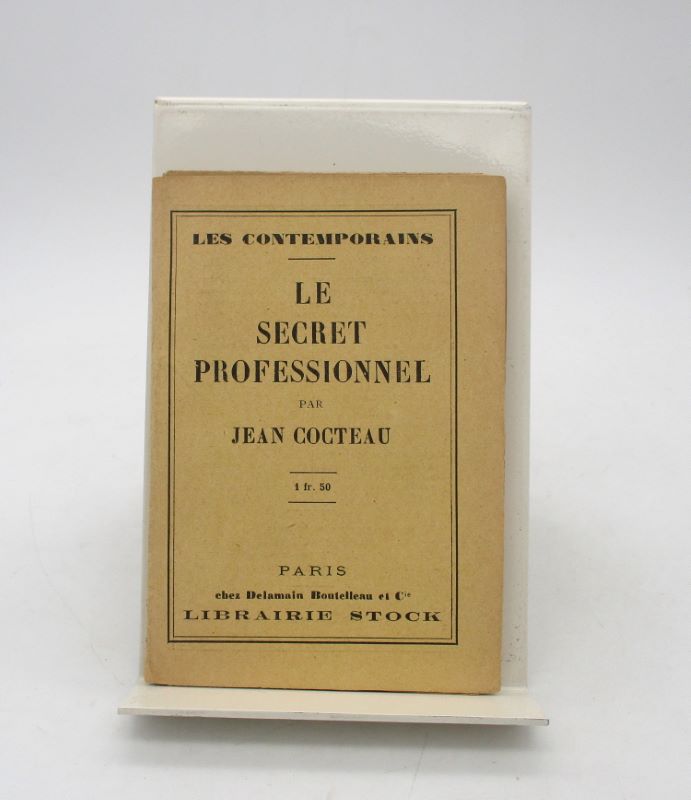 LES CONTEMPORAINS
LE
SECRET
PROFESSIONNEL
PAR
JEAN COCTEAU
1 fr. 50
PARIS
chez Delamain Boutelleau et Cie
LIBRAIRIE STOCK